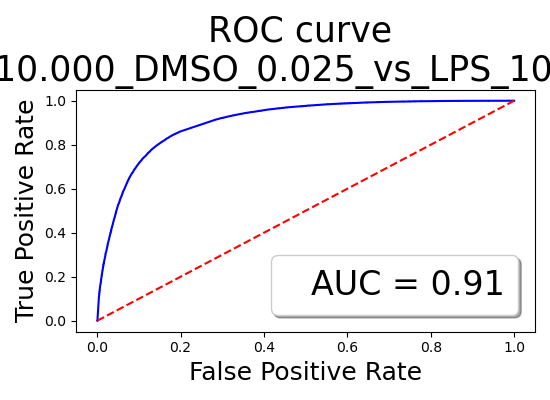 ROC curve
10.000_DMSO_0.025_vs_LPS_10
1.0
0.8
0.6
0.4
0.2
0.0
True Positive Rate
AUC = 0.91
0.0 0.2 0.4 0.6 0.8 1.0
False Positive Rate